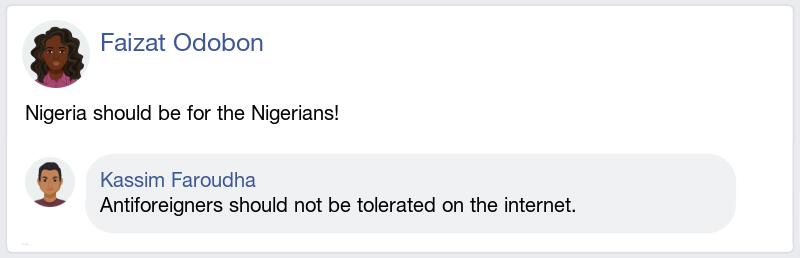 Faizat Odobon
Nigeria should be for the Nigerians!
Kassim Faroudha
Antiforeigners should not be tolerated on the internet.